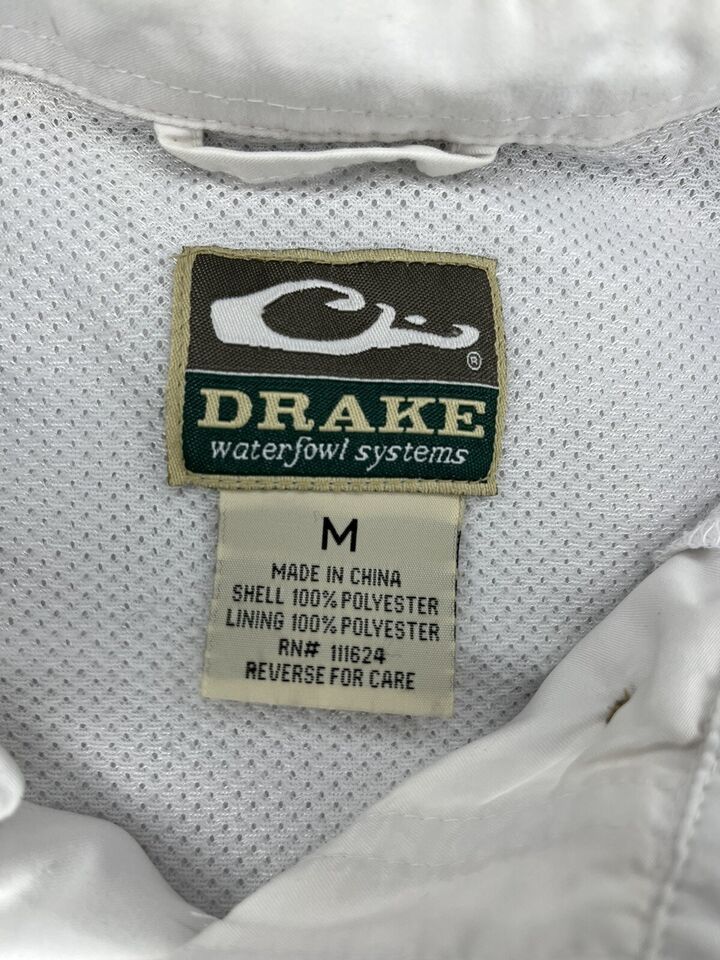 ®
DRAKE
waterfowl systems
M
MADE IN CHINA
SHELL 100% POLYESTER
LINING 100% POLYESTER
RN# 111624
REVERSE FOR CARE